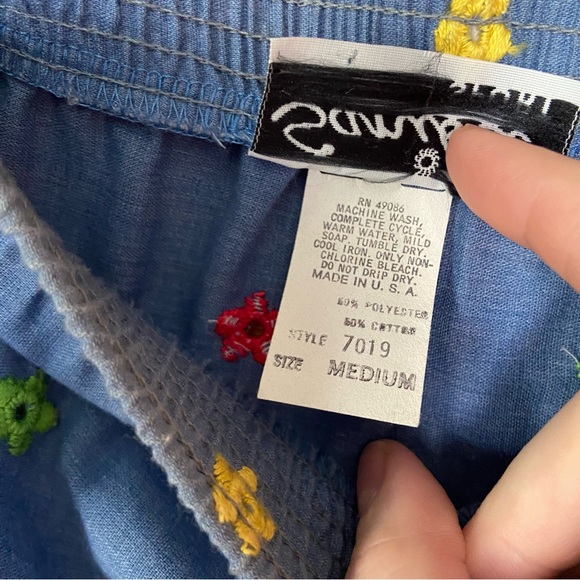 SPORT
RN 49086
MACHINE WASH,
COMPLETE CYCLE,
WARM WATER, MILD
SOAP. TUMBLE DRY.
COOL IRON. ONLY NON-
CHLORINE BLEACH.
DO NOT DRIP DRY.
MADE IN U. S. A.
50% POLYESTER
50% COTTON
STYLE 7019
SIZE MEDIUM